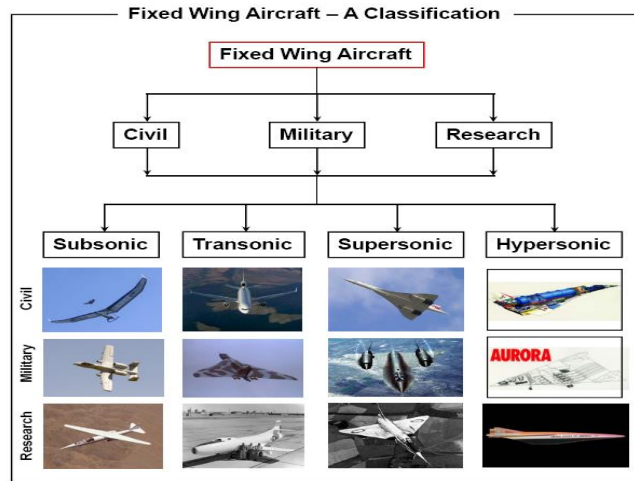 Fixed Wing Aircraft – A Classification
Fixed Wing Aircraft
Civil Military Research
Subsonic Transonic Supersonic Hypersonic
Civil
Military
AURORA
Research